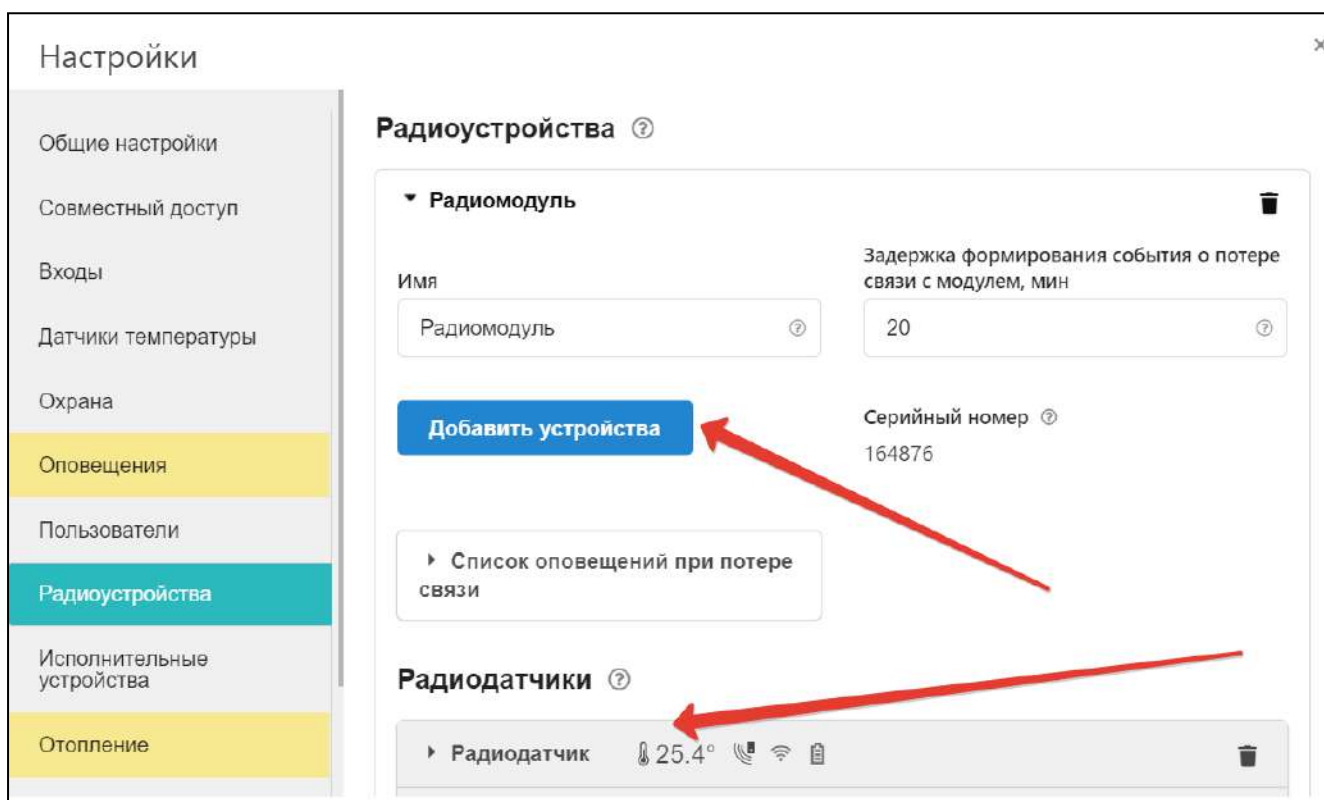 Настройки
Общие настройки
Совместный доступ
Входы
Датчики температуры
Охрана
Оповещения
Пользователи
Радиоустройства
Исполнительные
устройства
Отопление
Радиоустройства
Радиомодуль
Имя
Радиомодуль
Задержка формирования события о потере
связи с модулем, мин
20
Добавить устройства
Серийный номер
164876
Список оповещений при потере
связи
Радиодатчики
Радиодатчик 25.4°